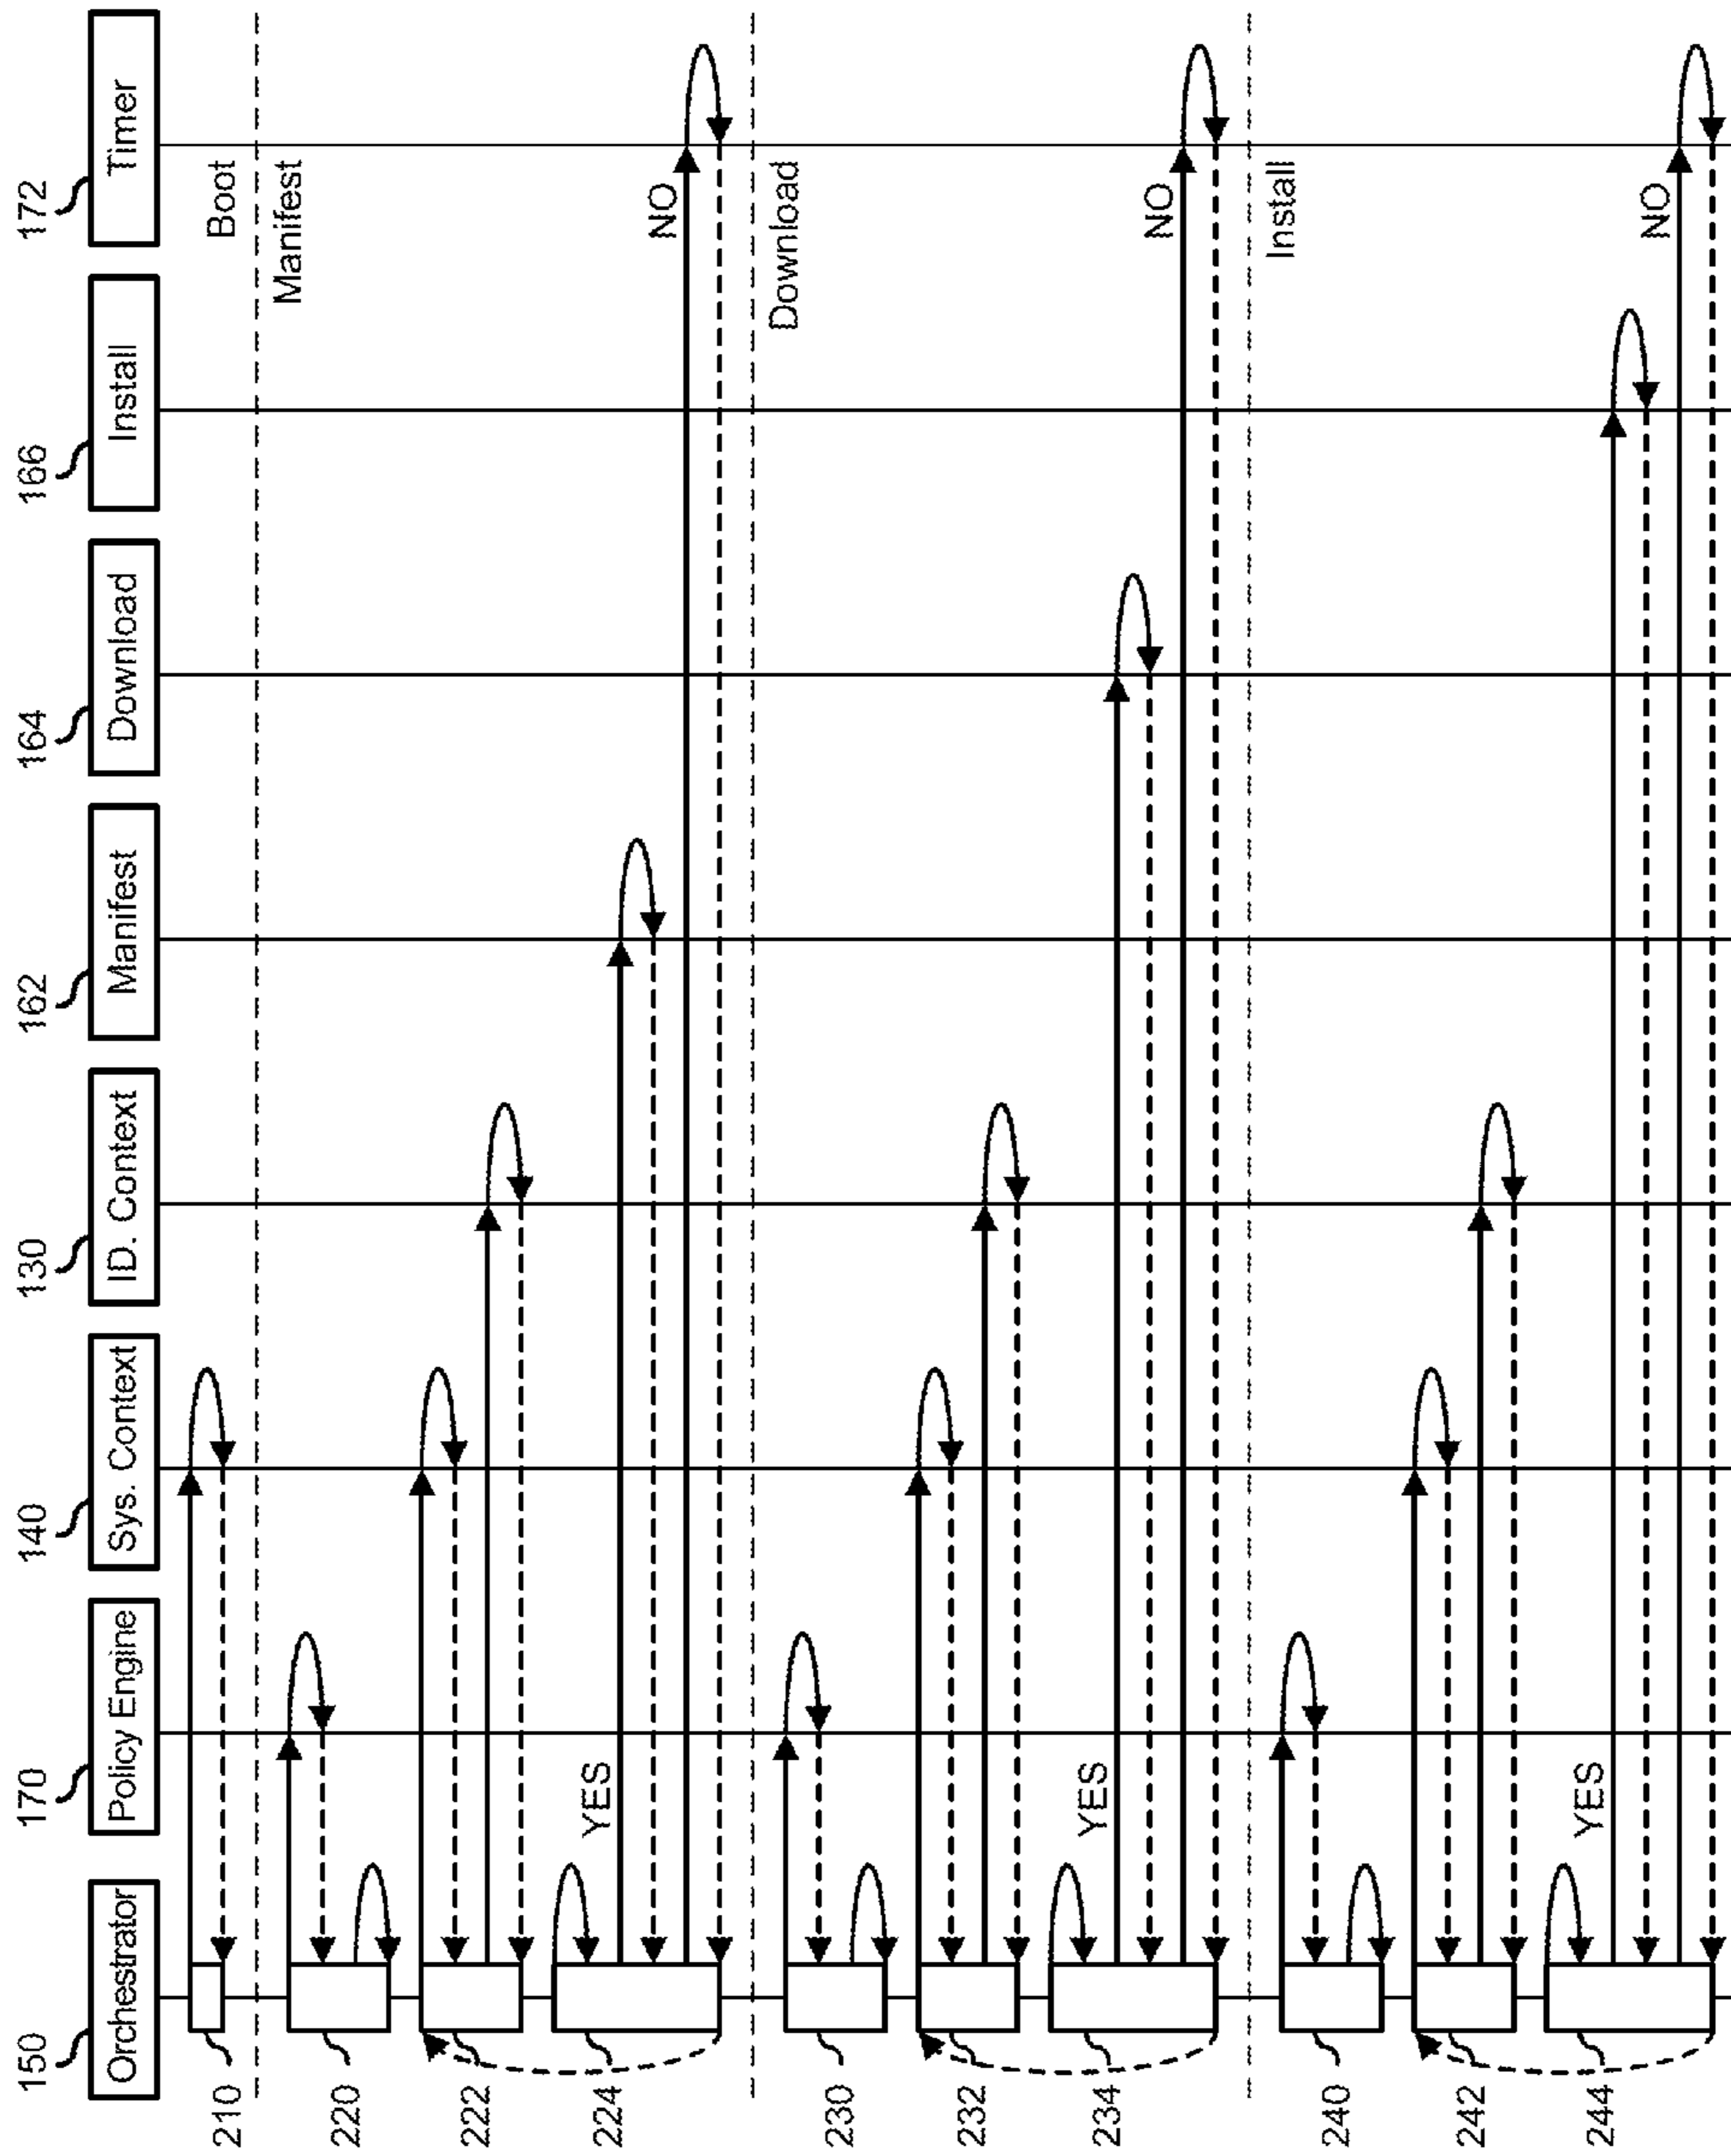 150
170
140
130
162
164
166
172
Orchestrator
Policy Engine
Sys. Context
ID. Context
Manifest
Download
Install
Timer
210
Boot
Manifest
220
222
224
YES
NO
Download
230
232
234
YES
NO
Install
240
242
244
YES
NO